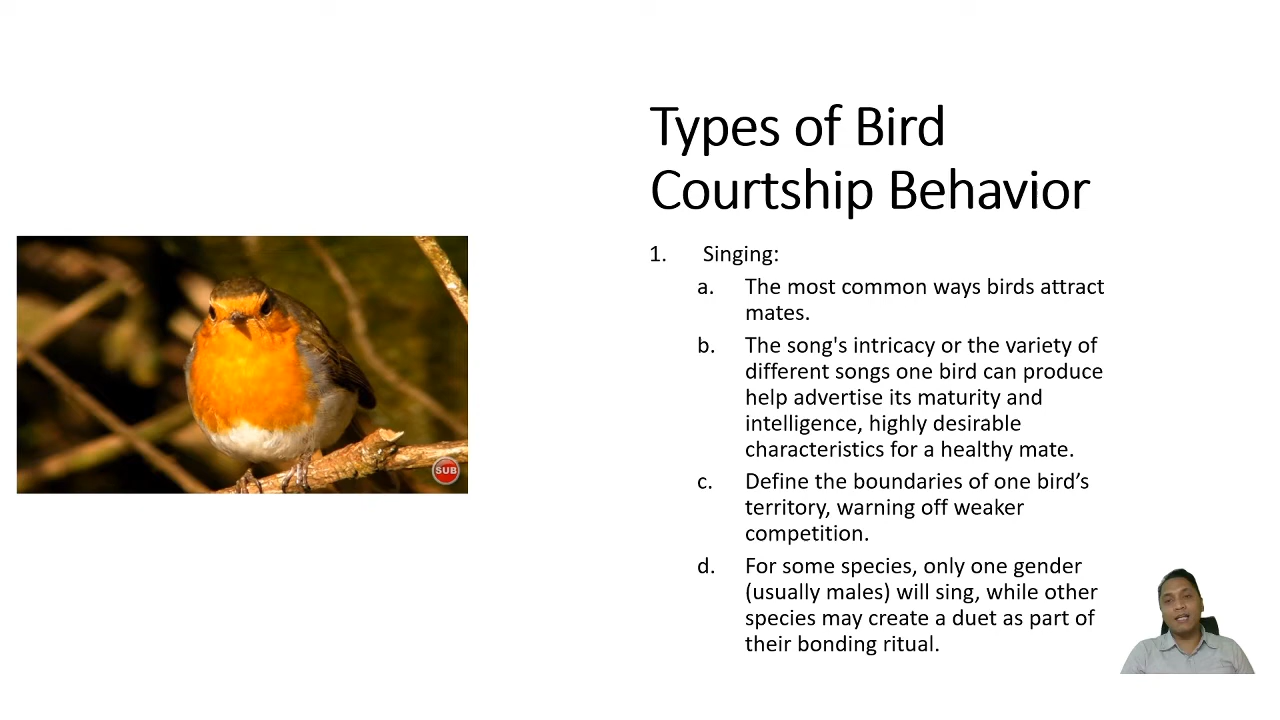 Types of Bird
Courtship Behavior
1. Singing:
a. The most common ways birds attract
mates.
b. The song's intricacy or the variety of
different songs one bird can produce
help advertise its maturity and
intelligence, highly desirable
characteristics for a healthy mate.
c. Define the boundaries of one bird’s
territory, warning off weaker
competition.
d. For some species, only one gender
(usually males) will sing, while other
species may create a duet as part of
their bonding ritual.
SUB